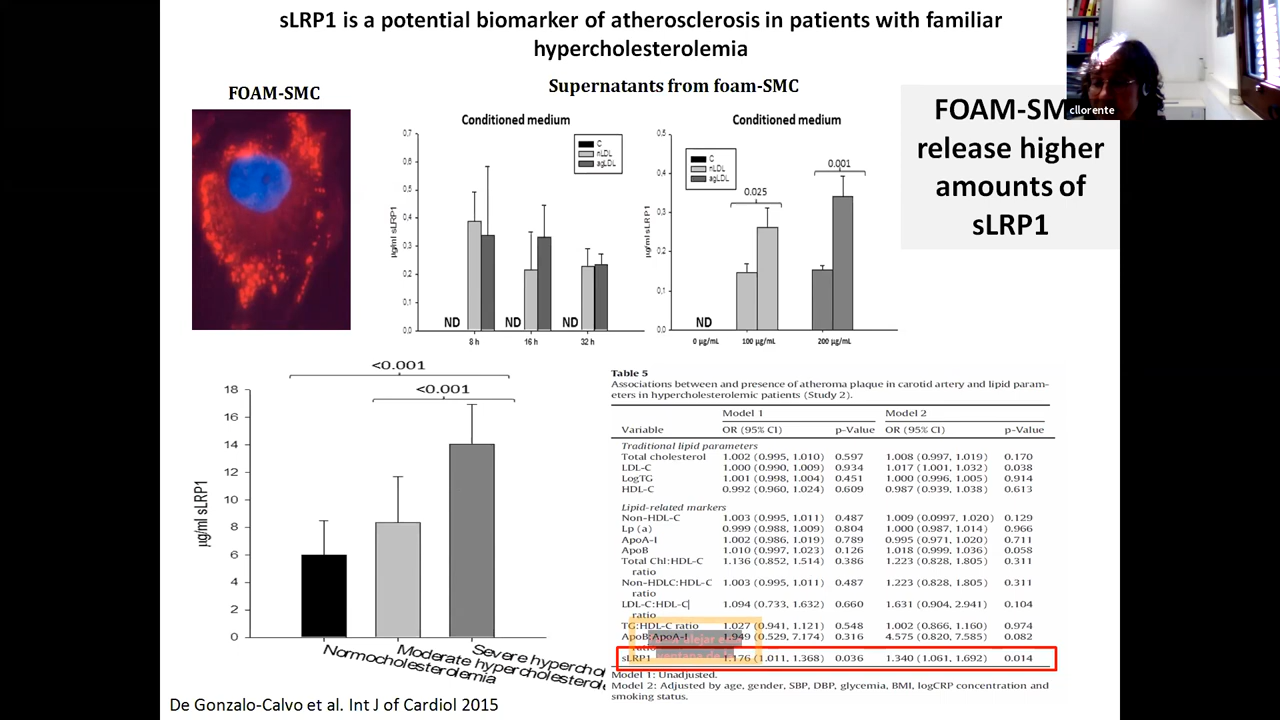 sLRP1 is a potential biomarker of atherosclerosis in patients with familiar
hypercholesterolemia
cllorente
FOAM-SMC
Supernatants from foam-SMC
FOAM-SM
release higher
amounts of
sLRP1
Conditioned medium
0,7
0,6
0,5
0,4
0,3
0,2
0,1
0,0
µg/ml sLRP1
C
nLDL
agLDL
ND
ND
ND
8 h
16 h
32 h
Conditioned medium
0,5
0,4
0,3
0,2
0,1
0,0
µg/ml sLRP1
C
nLDL
agLDL
0.025
0.001
ND
0 µg/mL
100 µg/mL
200 µg/mL
<0.001
<0.001
18
16
14
12
10
8
6
4
2
0
µg/ml sLRP1
Normocholesterolemia
Moderate hypercholesterol
Severe hyperchol
Table 5
Associations between and presence of atheroma plaque in carotid artery and lipid param-
eters in hypercholesterolemic patients (Study 2).
Model 1 Model 2
Variable OR (95% CI) p-Value OR (95% CI) p-Value
Traditional lipid parameters
Total cholesterol 1.002 (0.995, 1.010) 0.597 1.008 (0.997, 1.019) 0.170
LDL-C 1.000 (0.990, 1.009) 0.934 1.017 (1.001, 1.032) 0.038
LogTG 1.001 (0.998, 1.004) 0.451 1.000 (0.996, 1.005) 0.914
HDL-C 0.992 (0.960, 1.024) 0.609 0.987 (0.939, 1.038) 0.613
Lipid-related markers
Non-HDL-C 1.003 (0.995, 1.011) 0.487 1.009 (0.0997, 1.020) 0.129
Lp (a) 0.999 (0.988, 1.009) 0.804 1.000 (0.987, 1.014) 0.966
ApoA-I 1.002 (0.986, 1.019) 0.789 0.995 (0.971, 1.020) 0.711
ApoB 1.010 (0.997, 1.023) 0.126 1.018 (0.999, 1.036) 0.058
Total Chl:HDL-C 1.136 (0.852, 1.514) 0.386 1.223 (0.828, 1.805) 0.311
ratio
Non-HDLC:HDL-C 1.003 (0.995, 1.011) 0.487 1.223 (0.828, 1.805) 0.311
ratio
LDL-C:HDL-C 1.094 (0.733, 1.632) 0.660 1.631 (0.904, 2.941) 0.104
ratio
TG:HDL-C ratio 1.027 (0.941, 1.121) 0.548 1.002 (0.866, 1.160) 0.974
ApoB:ApoA-I 1.949 (0.529, 7.174) 0.316 4.575 (0.820, 7.585) 0.082
ratio
sLRP1 1.176 (1.011, 1.368) 0.036 1.340 (1.061, 1.692) 0.014
Model 1: Unadjusted.
Model 2: Adjusted by age, gender, SBP, DBP, glycemia, BMI, logCRP concentration and
smoking status.
De Gonzalo-Calvo et al. Int J of Cardiol 2015